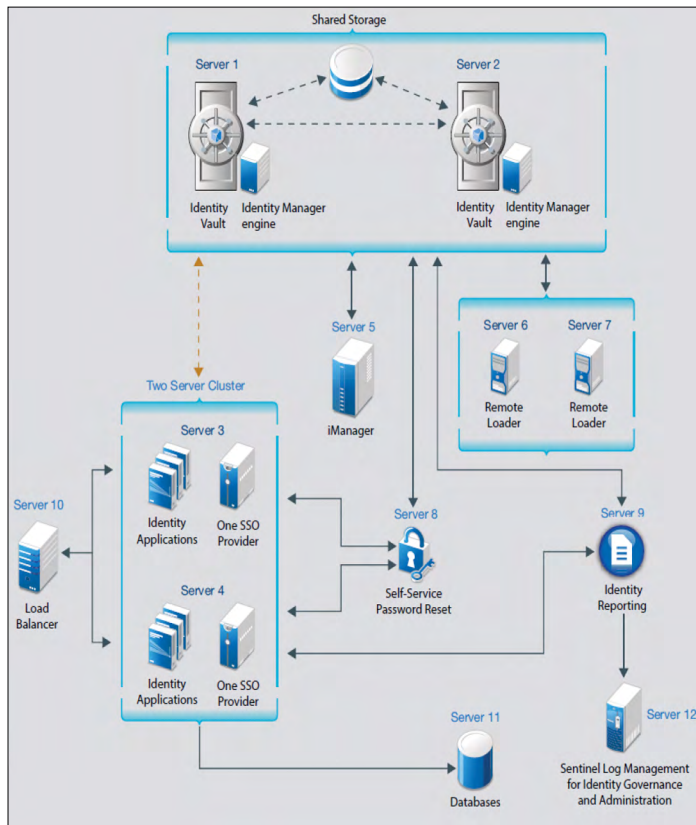 Shared Storage
Server 1
Server 2
Identity
Vault
Identity Manager
engine
Identity
Vault
Identity Manager
engine
Server 5
iManager
Server 6
Server 7
Remote
Loader
Remote
Loader
Two Server Cluster
Server 3
Identity
Applications
One SSO
Provider
Server 10
Load
Balancer
Server 8
Self-Service
Password Reset
Server 9
Identity
Reporting
Server 4
Identity
Applications
One SSO
Provider
Server 11
Databases
Server 12
Sentinel Log Management
for Identity Governance
and Administration